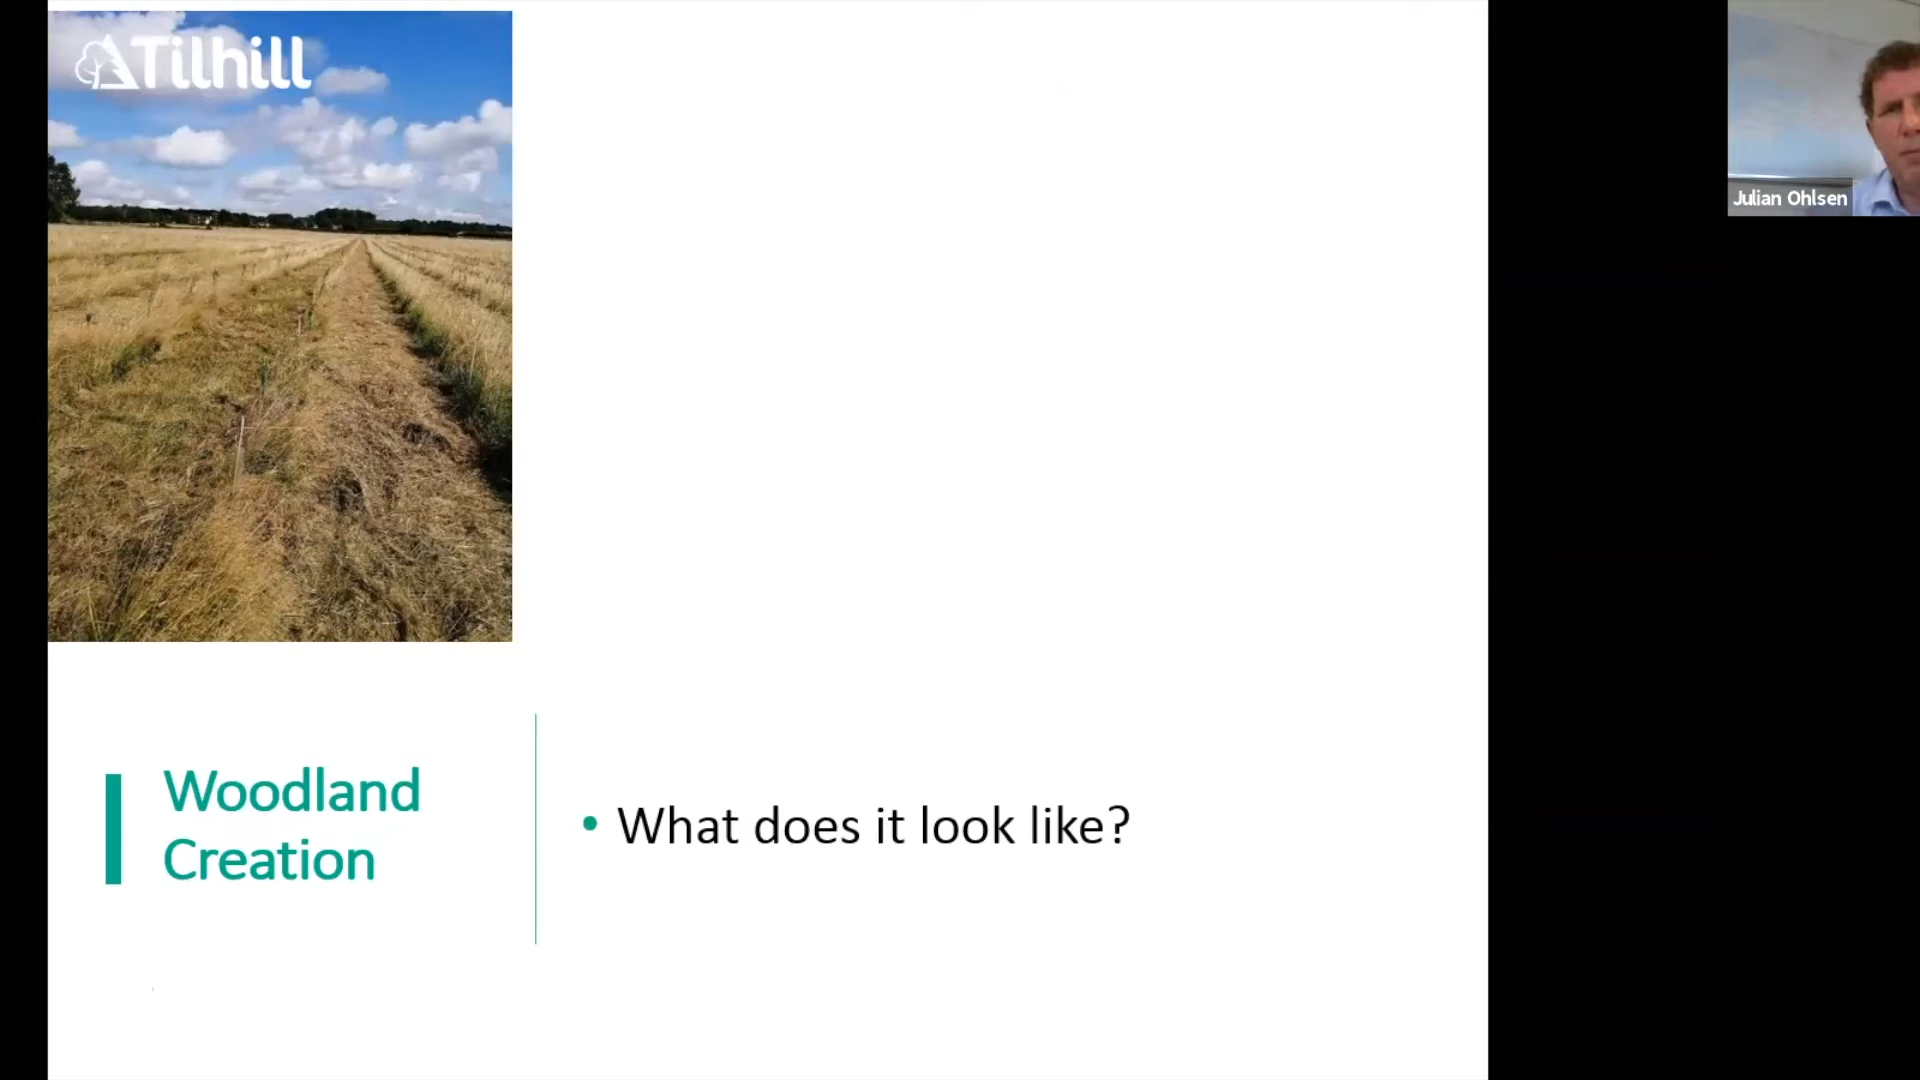 Tilhill
Julian Ohlsen
Woodland
Creation
• What does it look like?